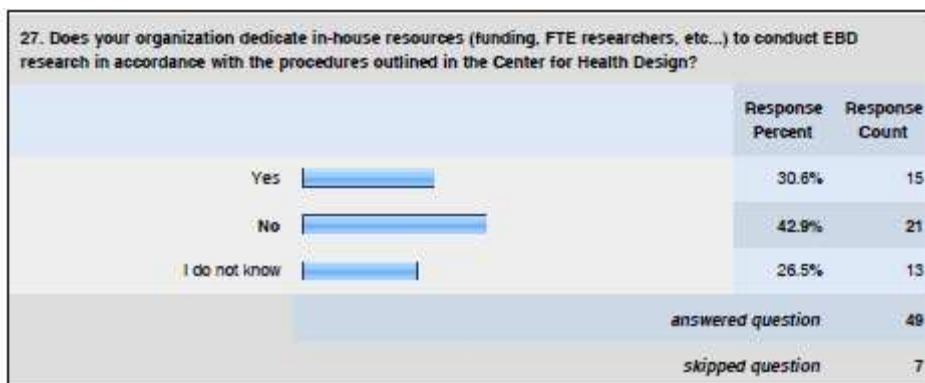 27. Does your organization dedicate in-house resources (funding, FTE researchers, etc...) to conduct EBD
research in accordance with the procedures outlined in the Center for Health Design?
Response Percent Response Count
Yes 30.6% 15
No 42.9% 21
I do not know 26.5% 13
answered question 49
skipped question 7